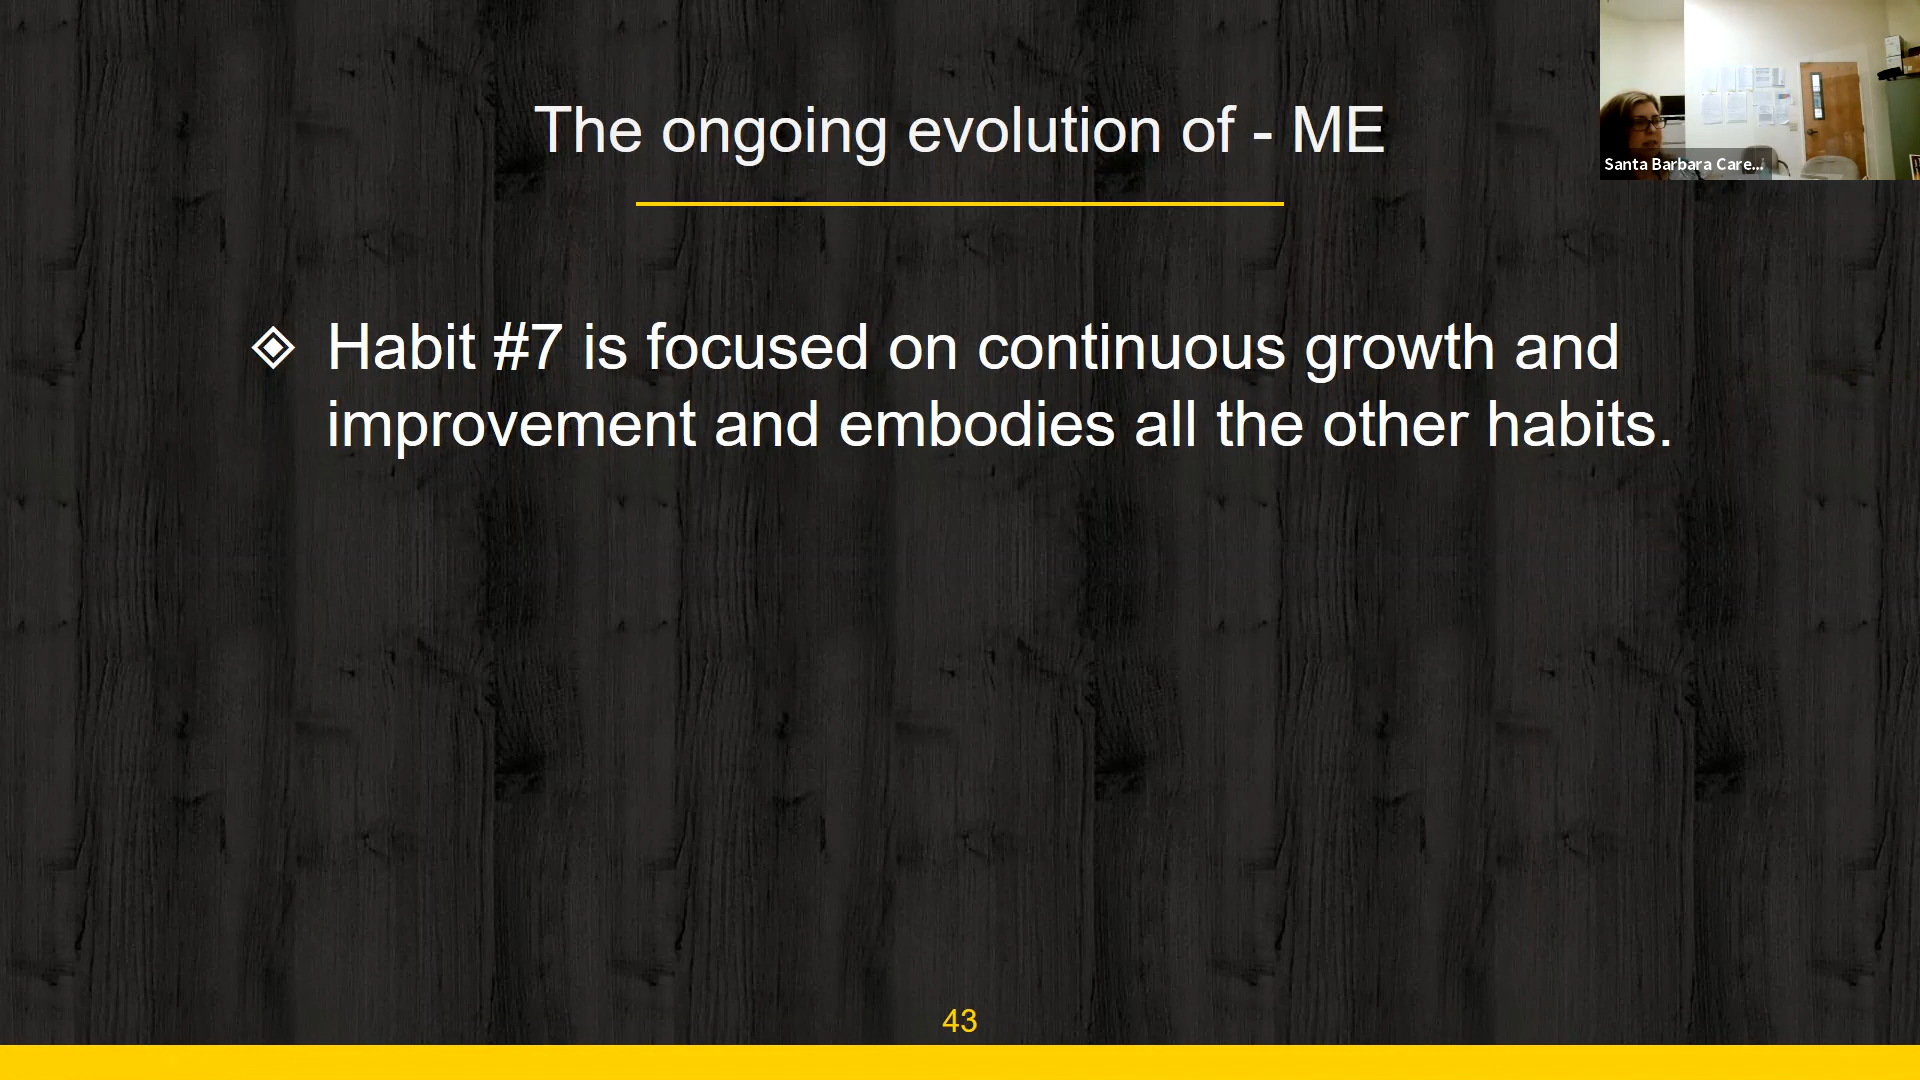 The ongoing evolution of - ME
Santa Barbara Care...
Habit #7 is focused on continuous growth and
improvement and embodies all the other habits.
43